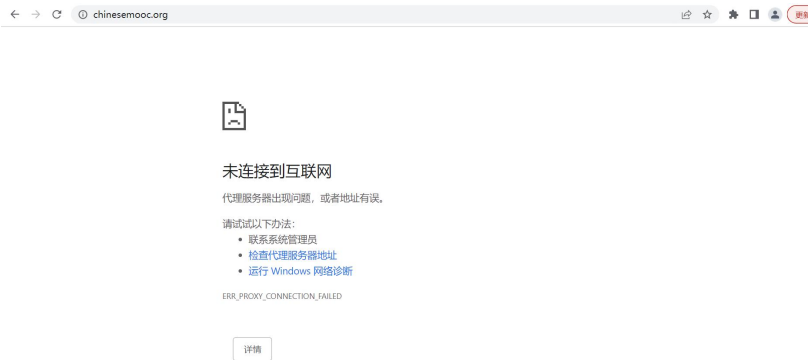 chinesemooc.org
更新
未连接到互联网
代理服务器出现问题，或者地址有误。
请试试以下办法：
联系系统管理员
检查代理服务器地址
运行 Windows 网络诊断
ERR_PROXY_CONNECTION_FAILED
详情